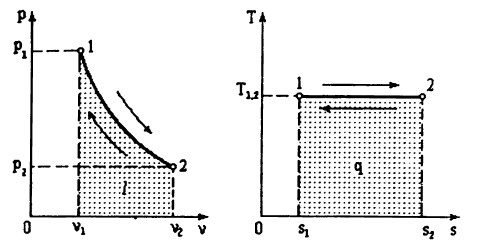 p
p₁
1
p₂
2
l
0
v₁
v₂
v
T
T₁,₂
1
2
q
0
s₁
s₂
s